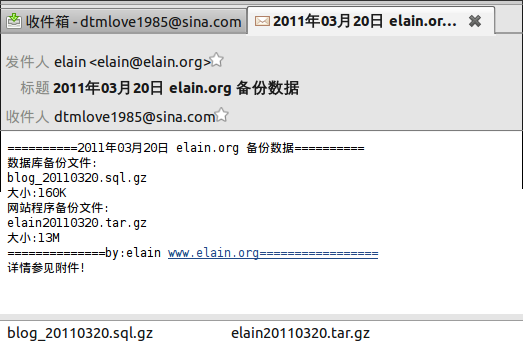 收件箱 - dtmlove1985@sina.com
2011年03月20日 elain.or...
发件人 elain <elain@elain.org>
标题 2011年03月20日 elain.org 备份数据
收件人 dtmlove1985@sina.com
==========2011年03月20日 elain.org 备份数据==========
数据库备份文件:
blog_20110320.sql.gz
大小:160K
网站程序备份文件:
elain20110320.tar.gz
大小:13M
==============by:elain www.elain.org=================
详情参见附件!
blog_20110320.sql.gz
elain20110320.tar.gz